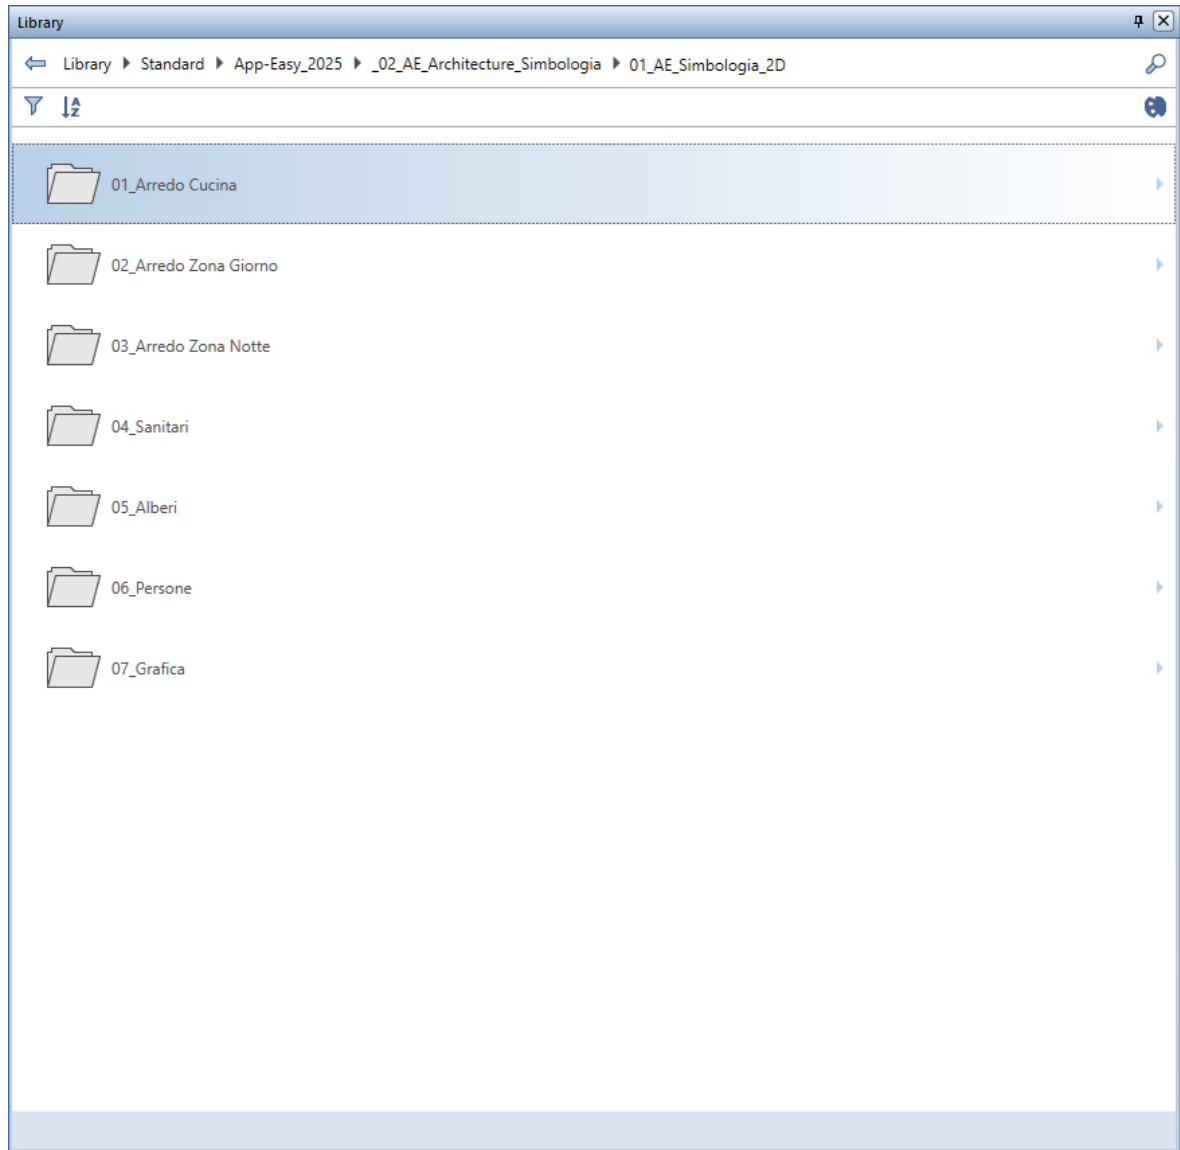 Library
Library Standard App-Easy_2025 _02_AE_Architecture_Simbologia 01_AE_Simbologia_2D
AZ
01_Arredo Cucina
02_Arredo Zona Giorno
03_Arredo Zona Notte
04_Sanitari
05_Alberi
06_Persone
07_Grafica